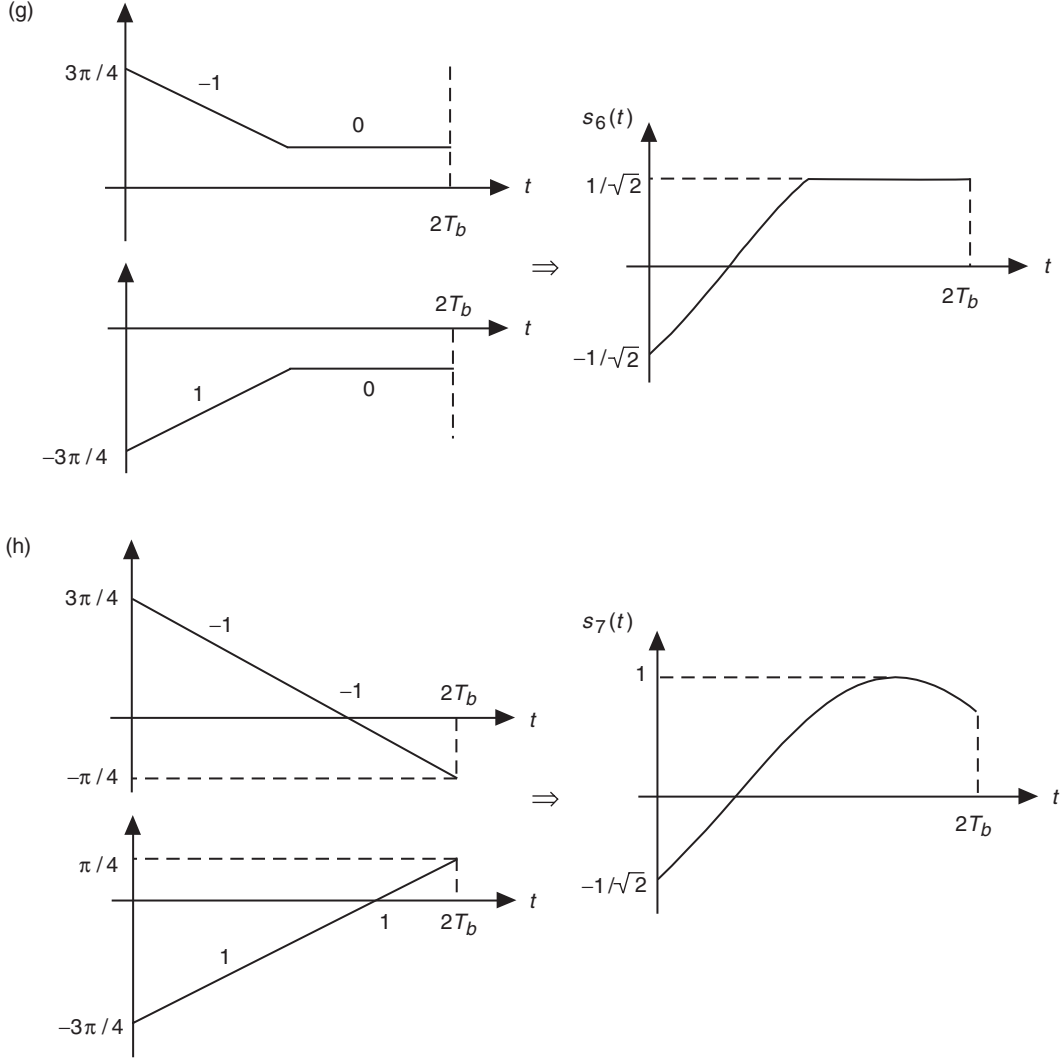 (g)
3π/4
–1
0
t
2T_b
2T_b
t
1
0
–3π/4
⇒
s_6(t)
1/√2
t
2T_b
–1/√2
(h)
3π/4
–1
–1
2T_b
t
–π/4
π/4
t
1
2T_b
1
–3π/4
⇒
s_7(t)
1
t
2T_b
–1/√2